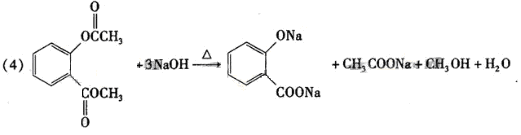 O
OCCH₃
(4) +3NaOH —△→ ONa
COCH₃ COONa + CH₃COONa + CH₃OH + H₂O
O